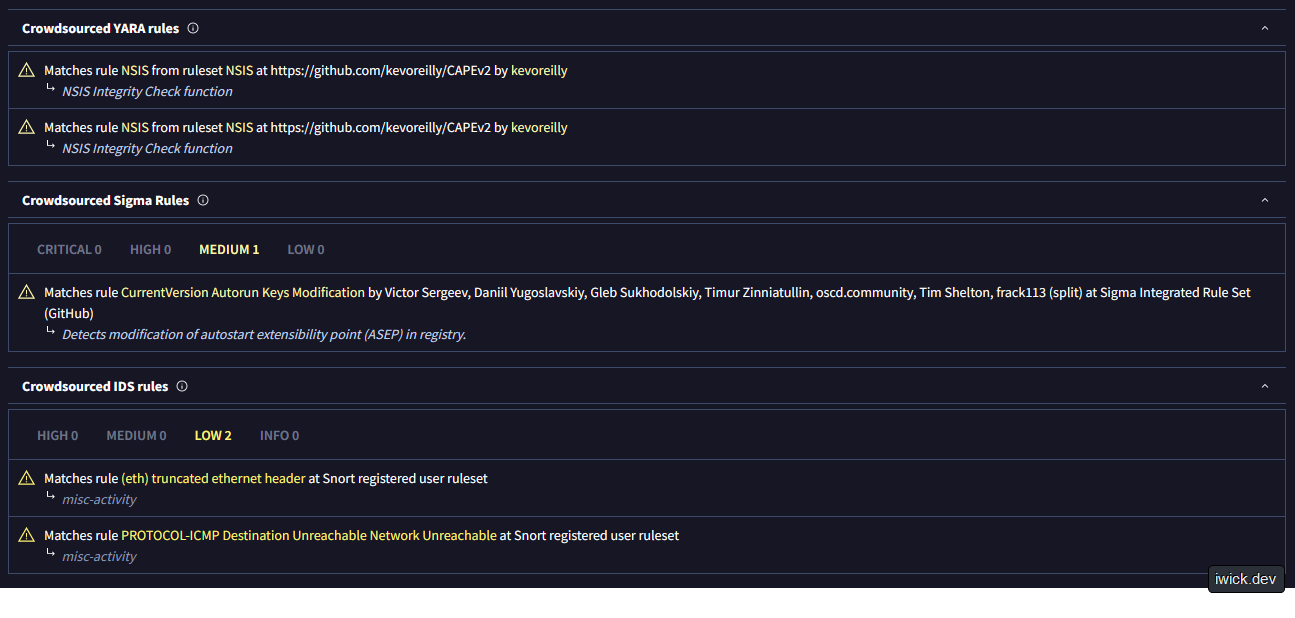 Crowdsourced YARA rules
Matches rule NSIS from ruleset NSIS at https://github.com/kevoreilly/CAPEv2 by kevoreilly
NSIS Integrity Check function
Matches rule NSIS from ruleset NSIS at https://github.com/kevoreilly/CAPEv2 by kevoreilly
NSIS Integrity Check function
Crowdsourced Sigma Rules
CRITICAL 0 HIGH 0 MEDIUM 1 LOW 0
Matches rule CurrentVersion Autorun Keys Modification by Victor Sergeev, Daniil Yugoslavskiy, Gleb Sukhodolskiy, Timur Zinniatullin, oscd.community, Tim Shelton, frack113 (split) at Sigma Integrated Rule Set
(GitHub)
Detects modification of autostart extensibility point (ASEP) in registry.
Crowdsourced IDS rules
HIGH 0 MEDIUM 0 LOW 2 INFO 0
Matches rule (eth) truncated ethernet header at Snort registered user ruleset
misc-activity
Matches rule PROTOCOL-ICMP Destination Unreachable Network Unreachable at Snort registered user ruleset
misc-activity
iwick.dev